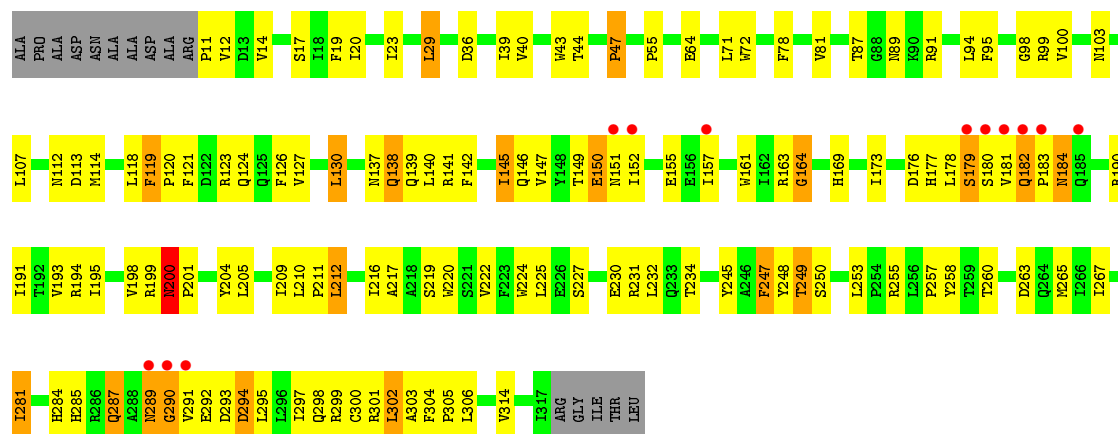 ALA PRO ALA ASP ASN ALA ALA ASP ALA ARG P11 V12 D13 V14 S17 I18 F19 I20 I23 L29 D36 I39 V40 W43 T44 P47 P55 E64 L71 W72 F78 V81 T87 G88 N89 K90 R91 L94 F95 G98 R99 V100 N103
L107 N112 D113 M114 L118 F119 P120 F121 D122 R123 Q124 Q125 F126 V127 L130 N137 Q138 Q139 L140 R141 F142 I145 Q146 V147 Y148 T149 E150 N151 I152 E155 E156 I157 W161 I162 R163 G164 H169 I173 D176 H177 L178 S179 S180 V181 Q182 P183 N184 Q185 R190
I191 T192 V193 R194 I195 V198 R199 N200 P201 Y204 L205 I209 L210 P211 L212 I216 A217 A218 S219 W220 S221 V222 F223 W224 L225 E226 S227 E230 R231 L232 Q233 T234 Y245 A246 F247 Y248 T249 S250 L253 P254 R255 L256 P257 Y258 T259 T260 D263 Q264 M265 I266 I267
I281 H284 H285 R286 Q287 A288 N289 G290 V291 E292 D293 D294 L295 L296 I297 Q298 R299 C300 R301 L302 A303 F304 P305 L306 V314 I317 ARG GLY ILE THR LEU